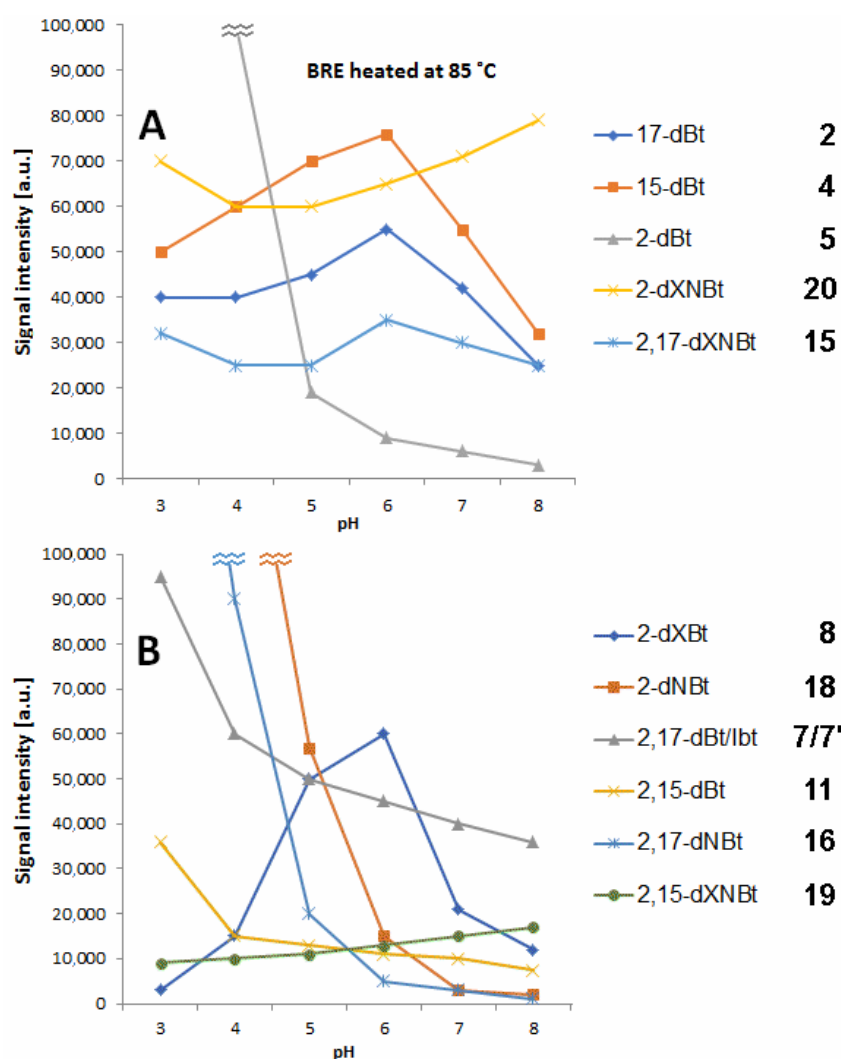 100,000
90,000
80,000
70,000
60,000
50,000
40,000
30,000
20,000
10,000
0
Signal intensity [a.u.]
BRE heated at 85 ˚C
A
3 4 5 6 7 8
pH
17-dBt 2
15-dBt 4
2-dBt 5
2-dXNBt 20
2,17-dXNBt 15
100,000
90,000
80,000
70,000
60,000
50,000
40,000
30,000
20,000
10,000
0
Signal intensity [a.u.]
B
3 4 5 6 7 8
pH
2-dXBt 8
2-dNBt 18
2,17-dBt/Ibt 7/7'
2,15-dBt 11
2,17-dNBt 16
2,15-dXNBt 19